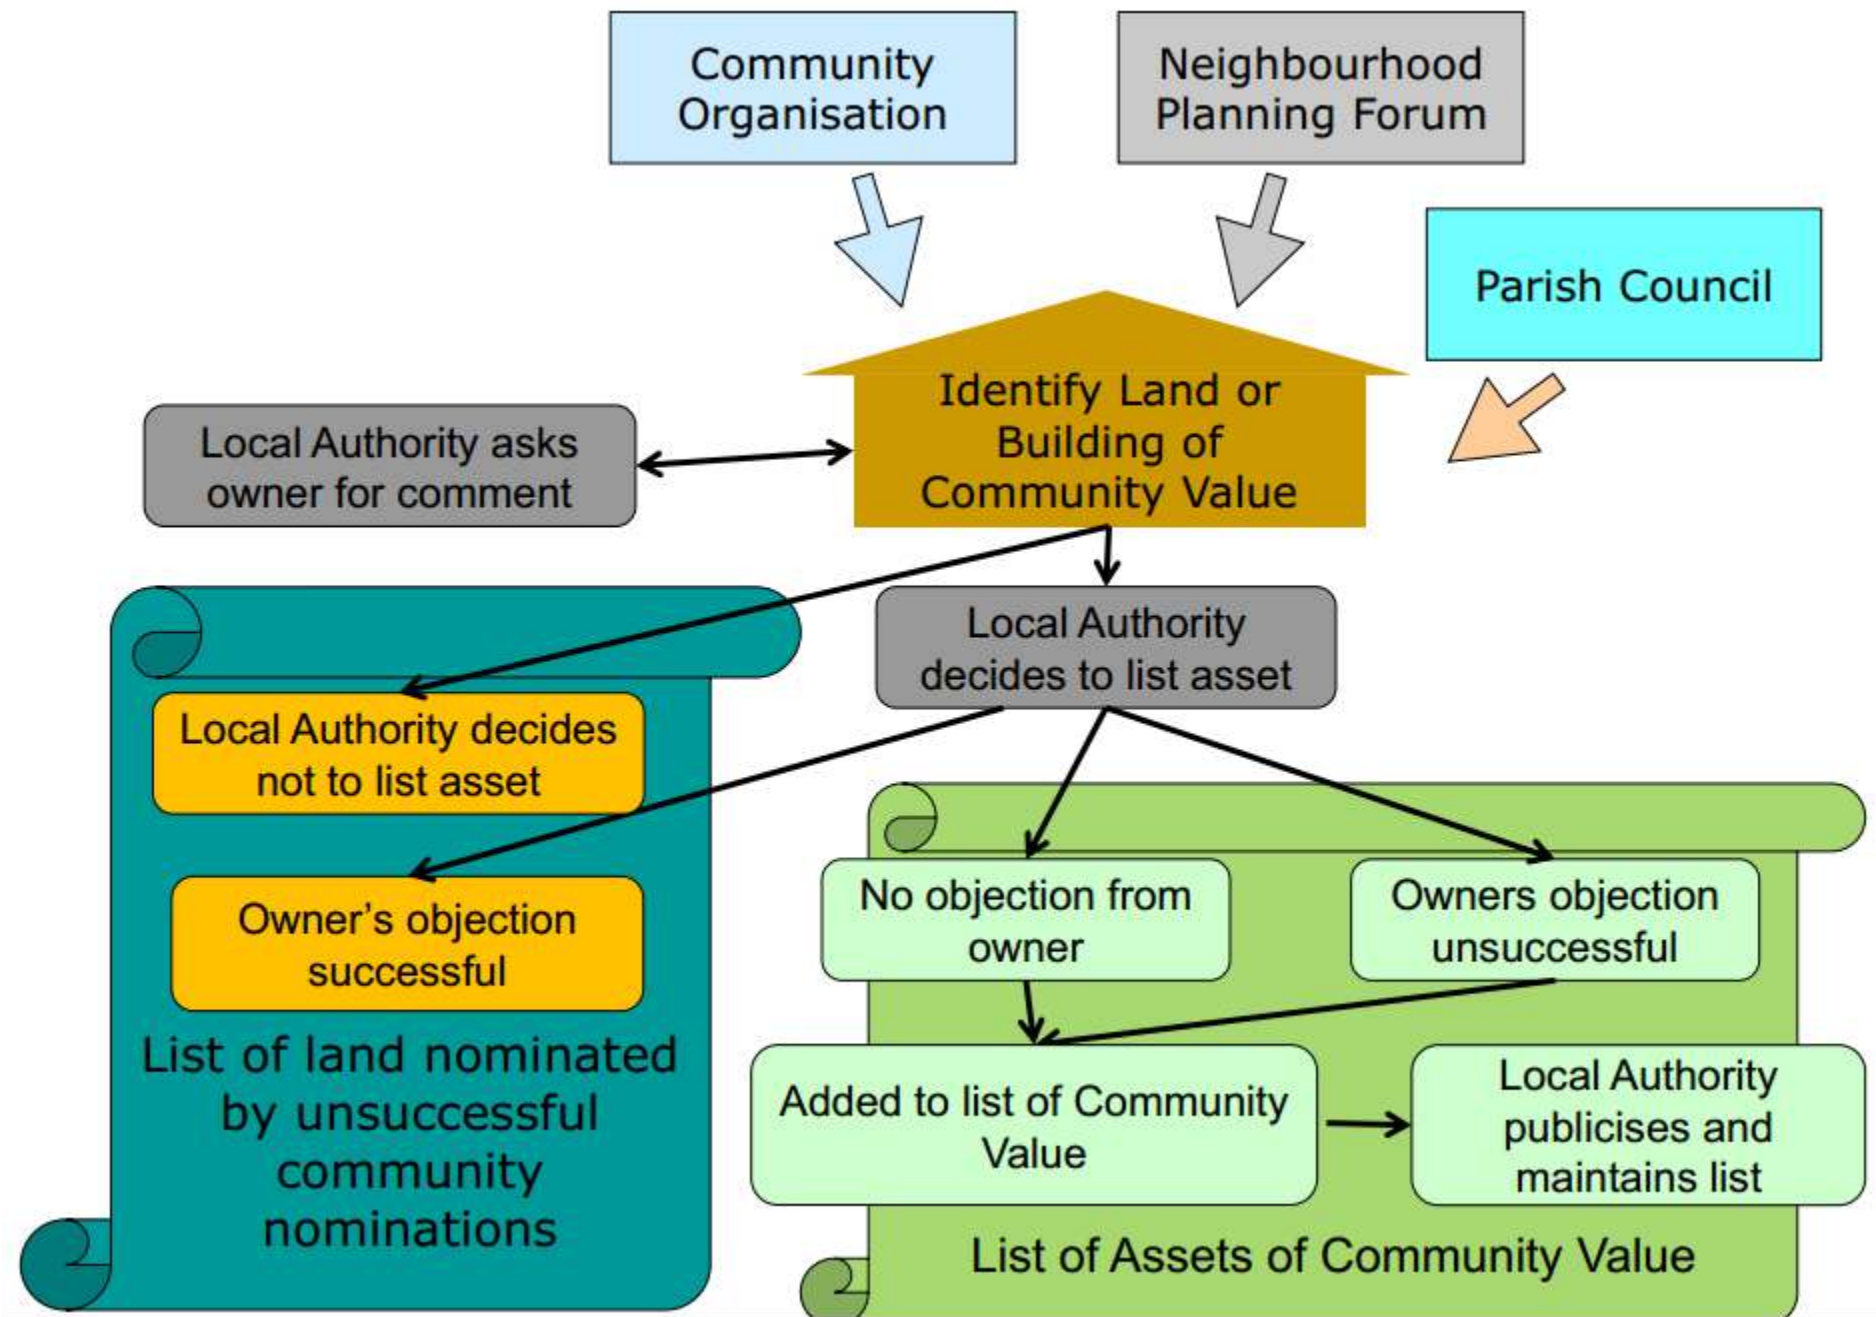 Community
Organisation
Neighbourhood
Planning Forum
Parish Council
Identify Land or
Building of
Community Value
Local Authority asks
owner for comment
Local Authority
decides to list asset
Local Authority decides
not to list asset
Owner's objection
successful
List of land nominated
by unsuccessful
community
nominations
No objection from
owner
Owners objection
unsuccessful
Added to list of Community
Value
Local Authority
publicises and
maintains list
List of Assets of Community Value